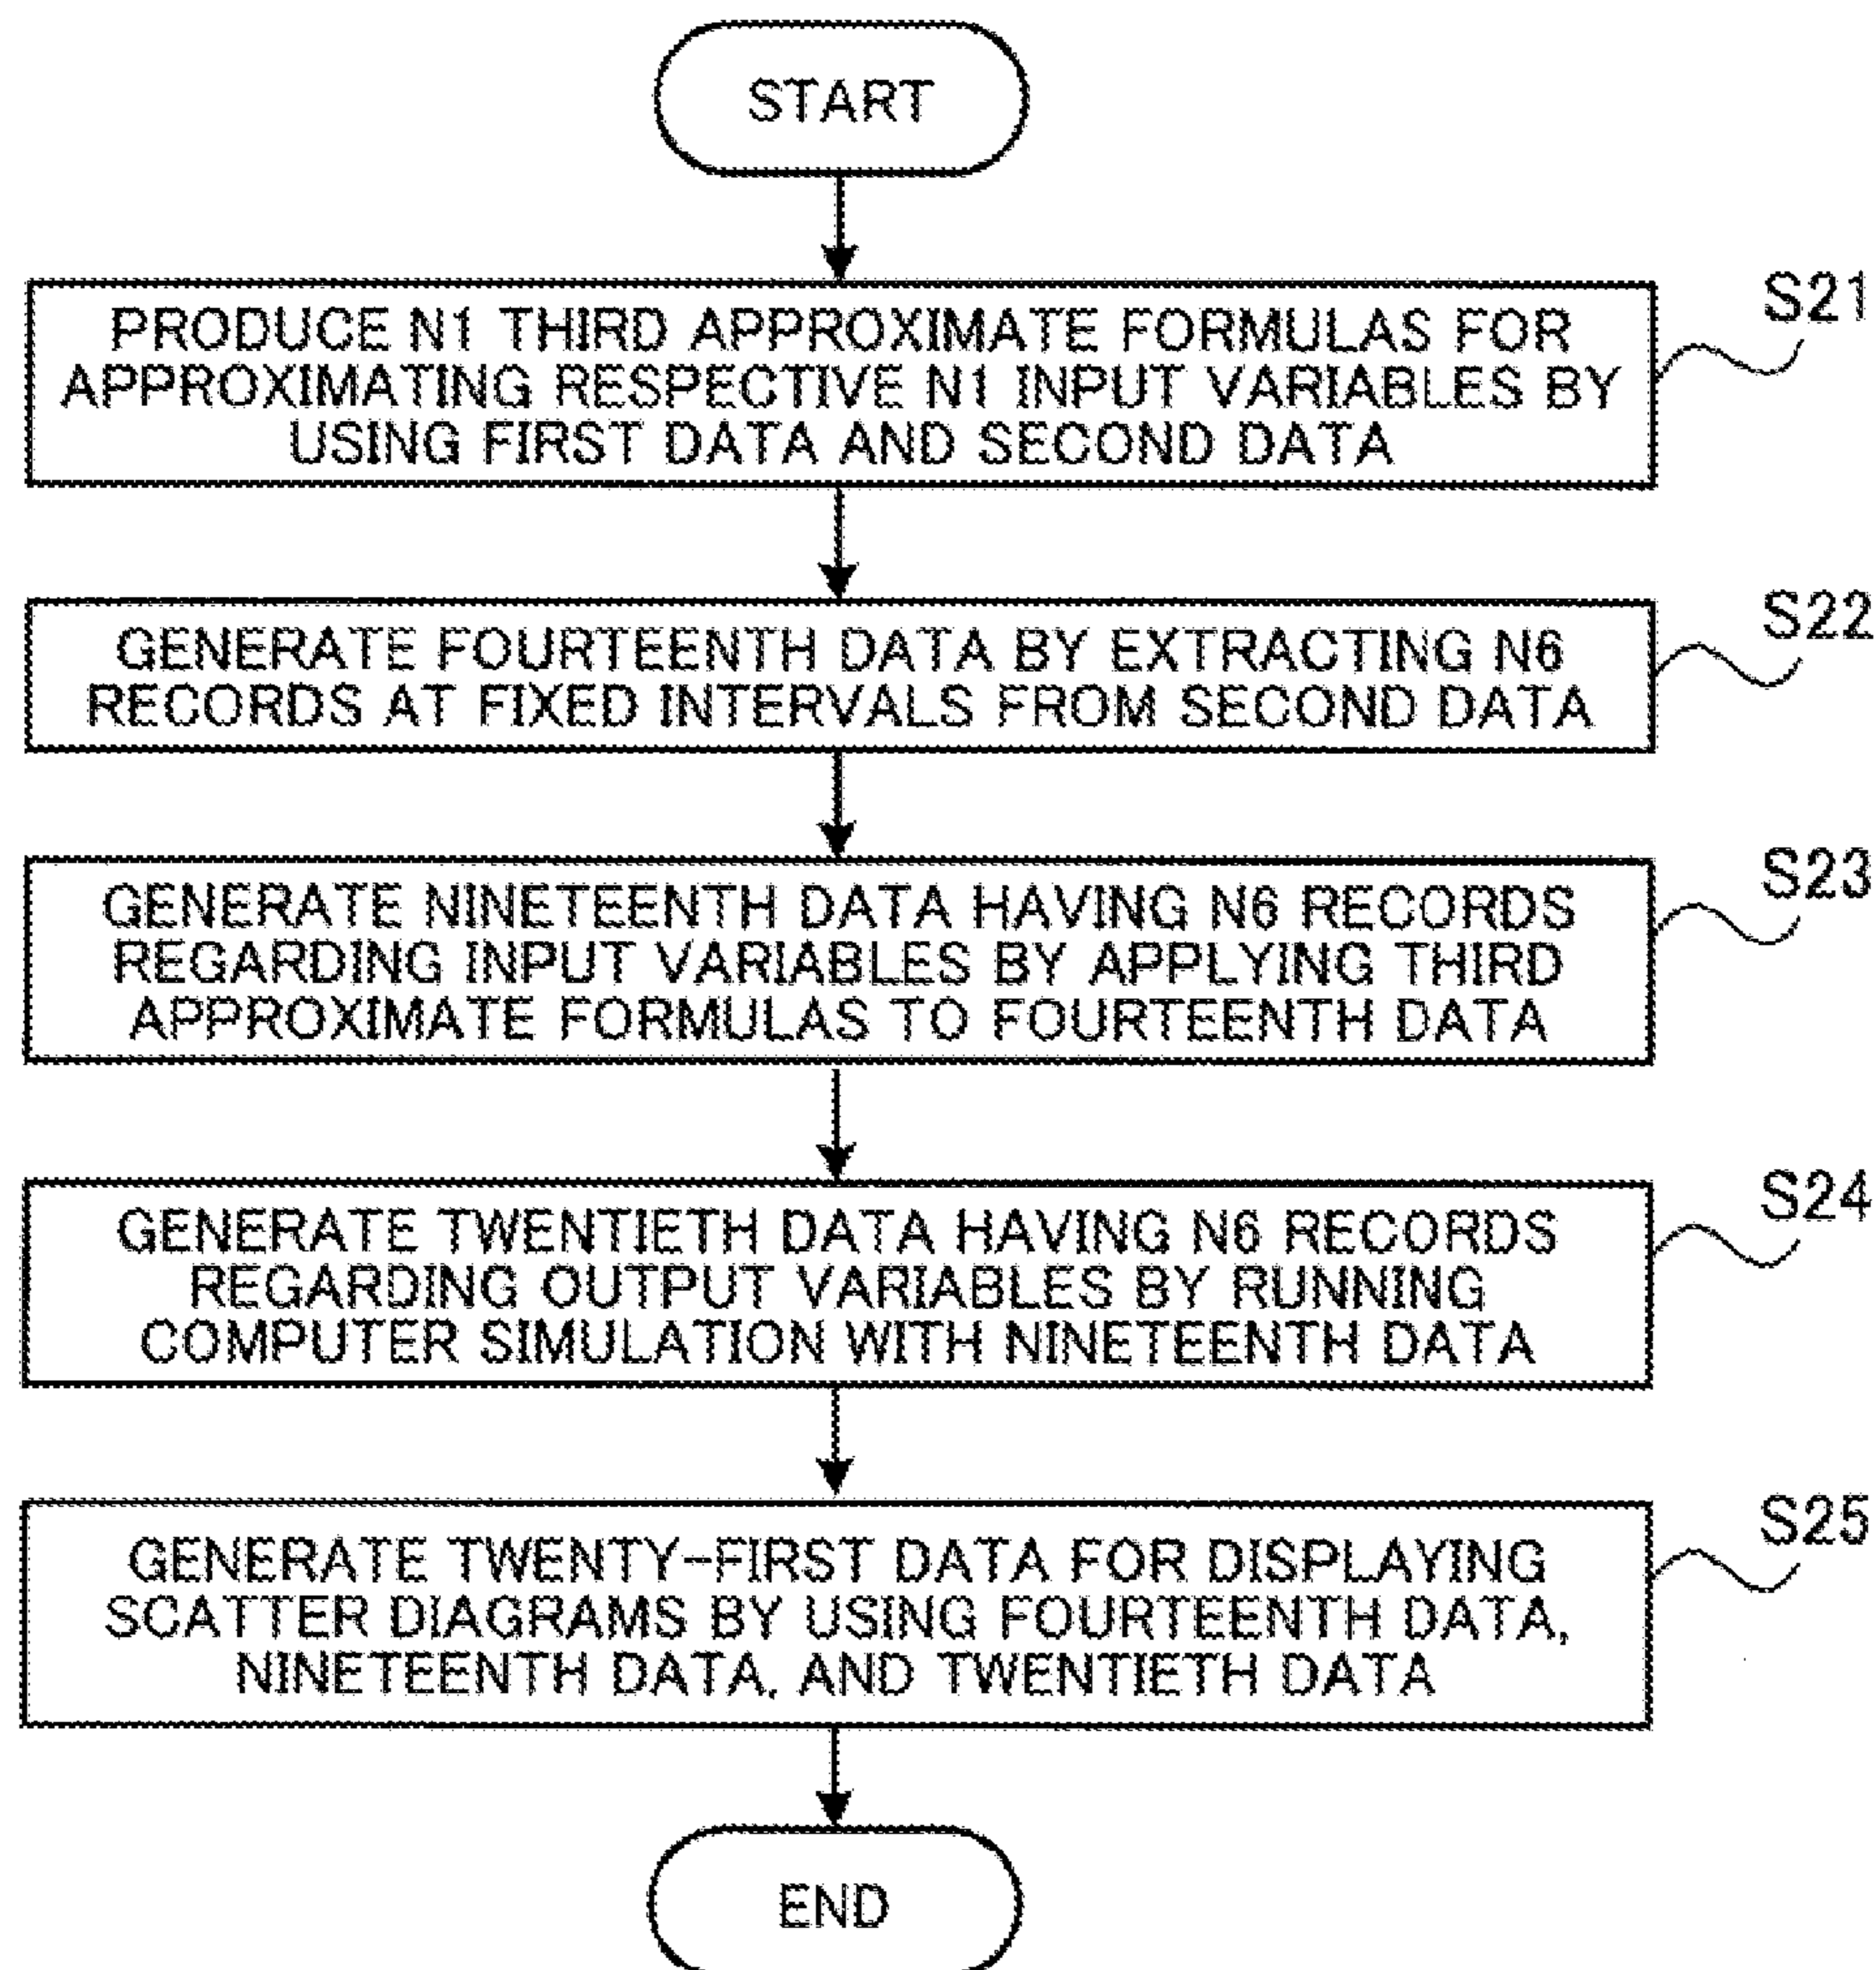 START
PRODUCE N1 THIRD APPROXIMATE FORMULAS FOR
APPROXIMATING RESPECTIVE N1 INPUT VARIABLES BY
USING FIRST DATA AND SECOND DATA
S21
GENERATE FOURTEENTH DATA BY EXTRACTING N6
RECORDS AT FIXED INTERVALS FROM SECOND DATA
S22
GENERATE NINETEENTH DATA HAVING N6 RECORDS
REGARDING INPUT VARIABLES BY APPLYING THIRD
APPROXIMATE FORMULAS TO FOURTEENTH DATA
S23
GENERATE TWENTIETH DATA HAVING N6 RECORDS
REGARDING OUTPUT VARIABLES BY RUNNING
COMPUTER SIMULATION WITH NINETEENTH DATA
S24
GENERATE TWENTY-FIRST DATA FOR DISPLAYING
SCATTER DIAGRAMS BY USING FOURTEENTH DATA,
NINETEENTH DATA, AND TWENTIETH DATA
S25
END